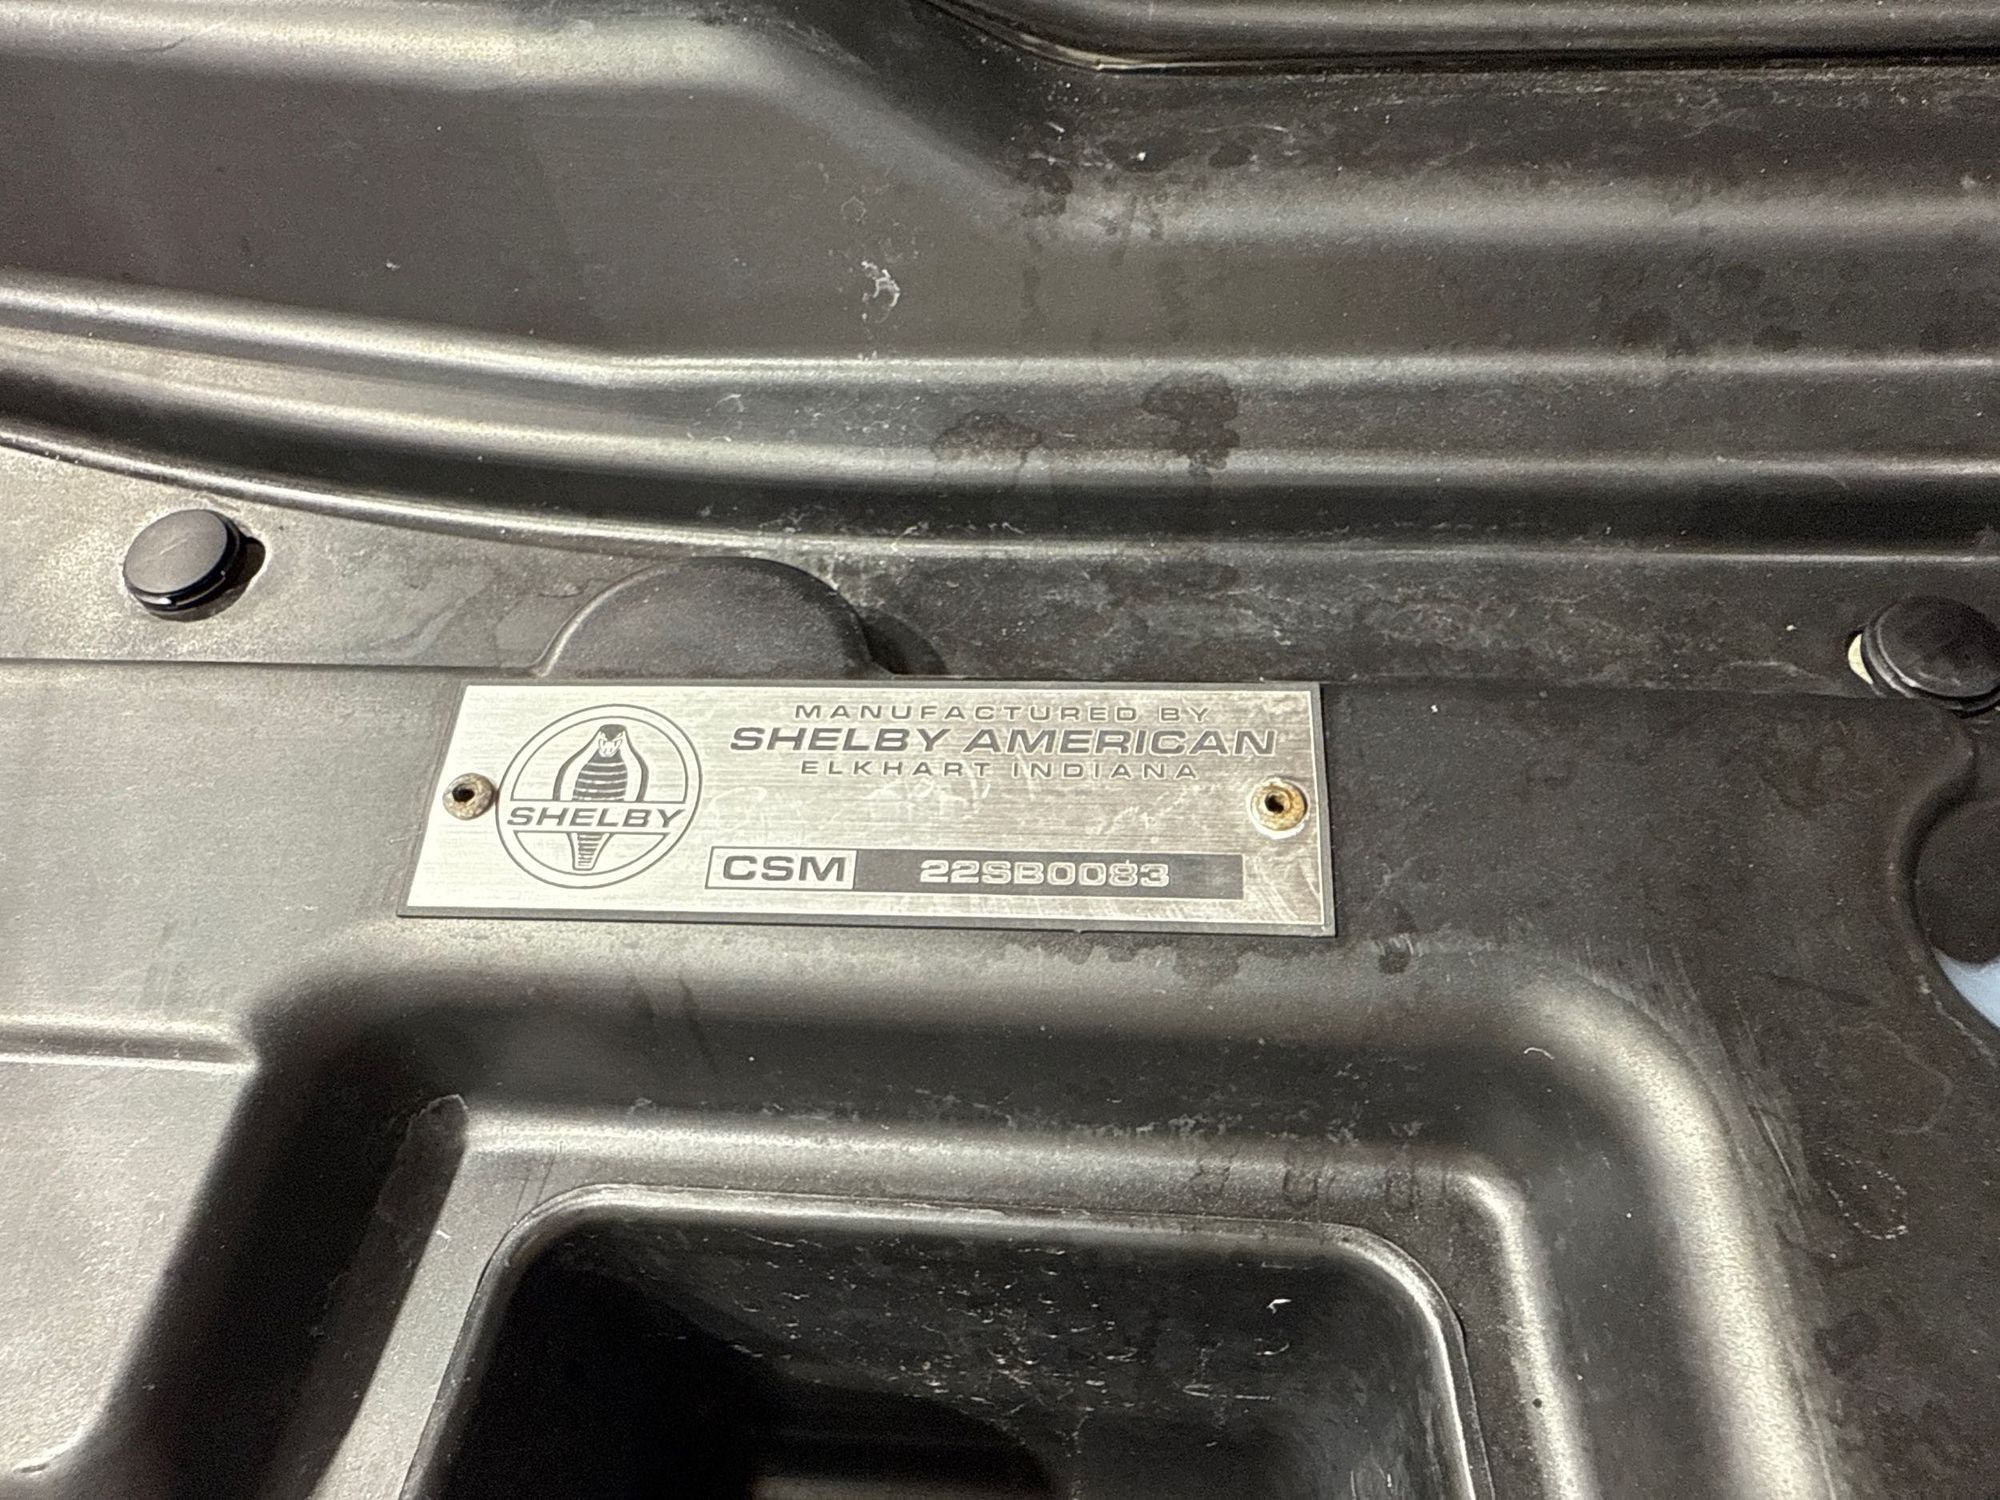 MANUFACTURED BY
SHELBY AMERICAN
ELKHART INDIANA
SHELBY
CSM 22SB0083